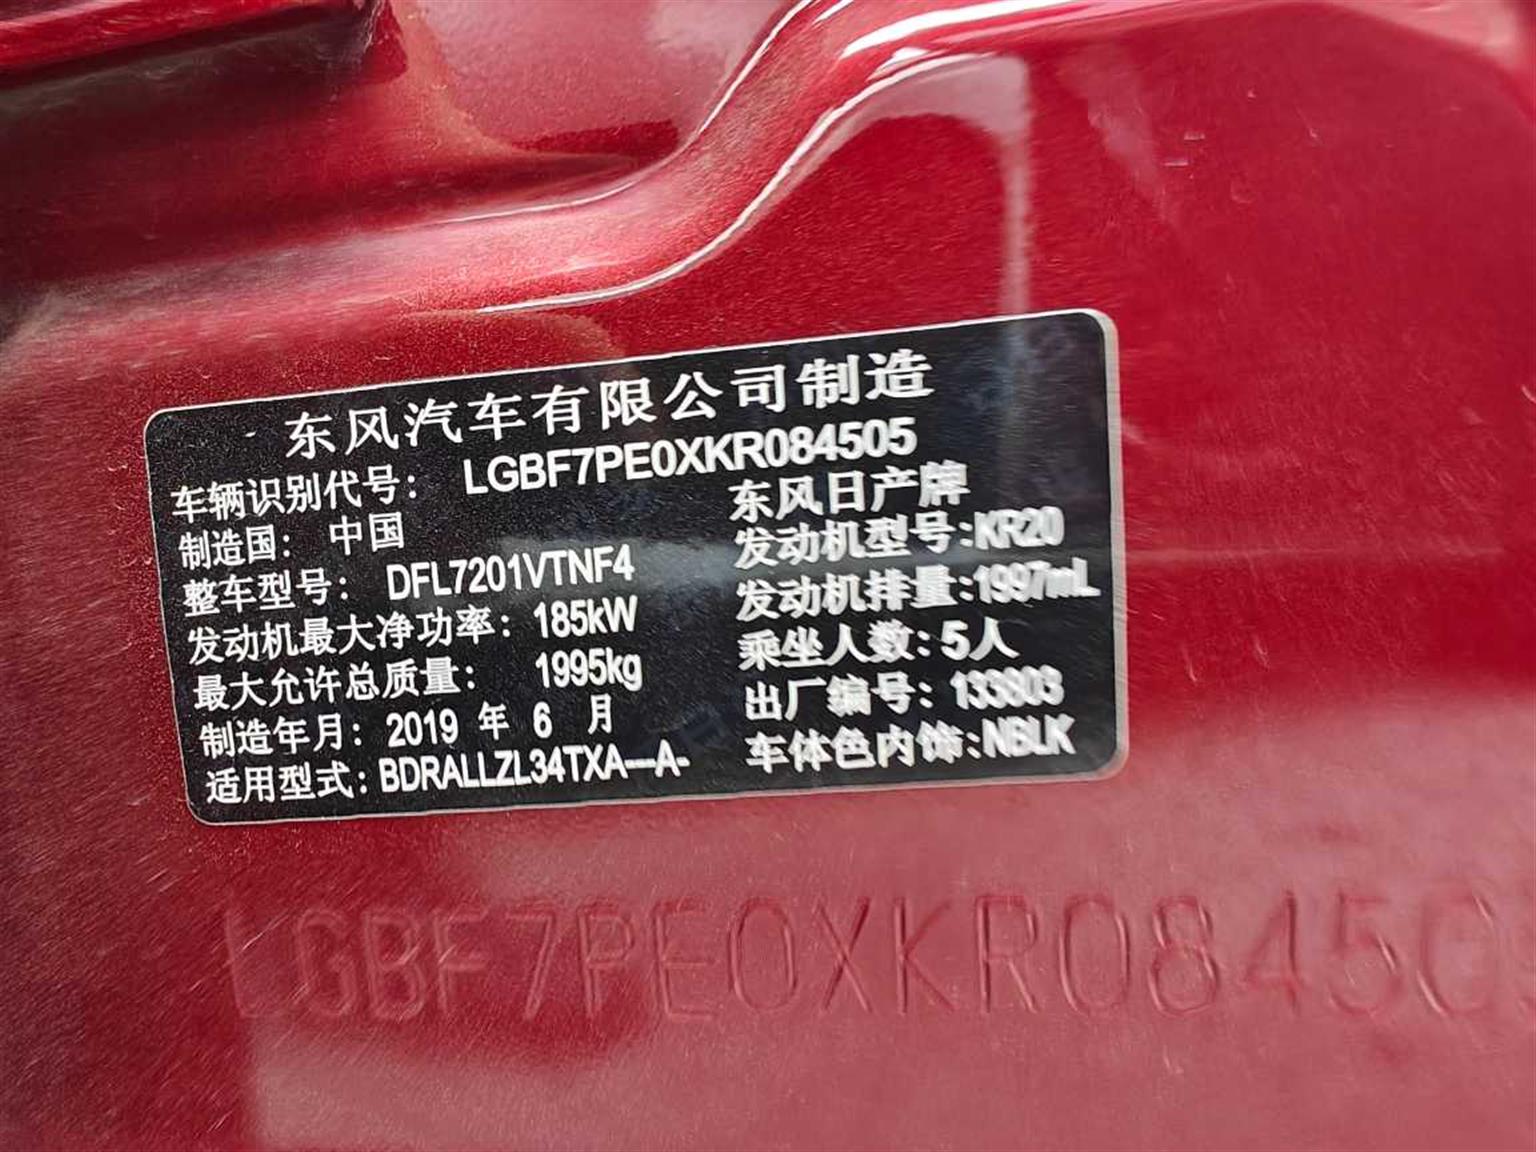 东风汽车有限公司制造
车辆识别代号： LGBF7PE0XKR084505
制造国： 中国
东风日产牌
整车型号： DFL7201VTNF4
发动机型号:KR20
发动机最大净功率：185kW
发动机排量:1997mL
最大允许总质量： 1995kg
乘坐人数:5人
制造年月： 2019 年 6 月
出厂编号：133803
适用型式:BDRALLZL34TXA---A-
车体色内饰:NBLK
LGBF7PE0XKR08450